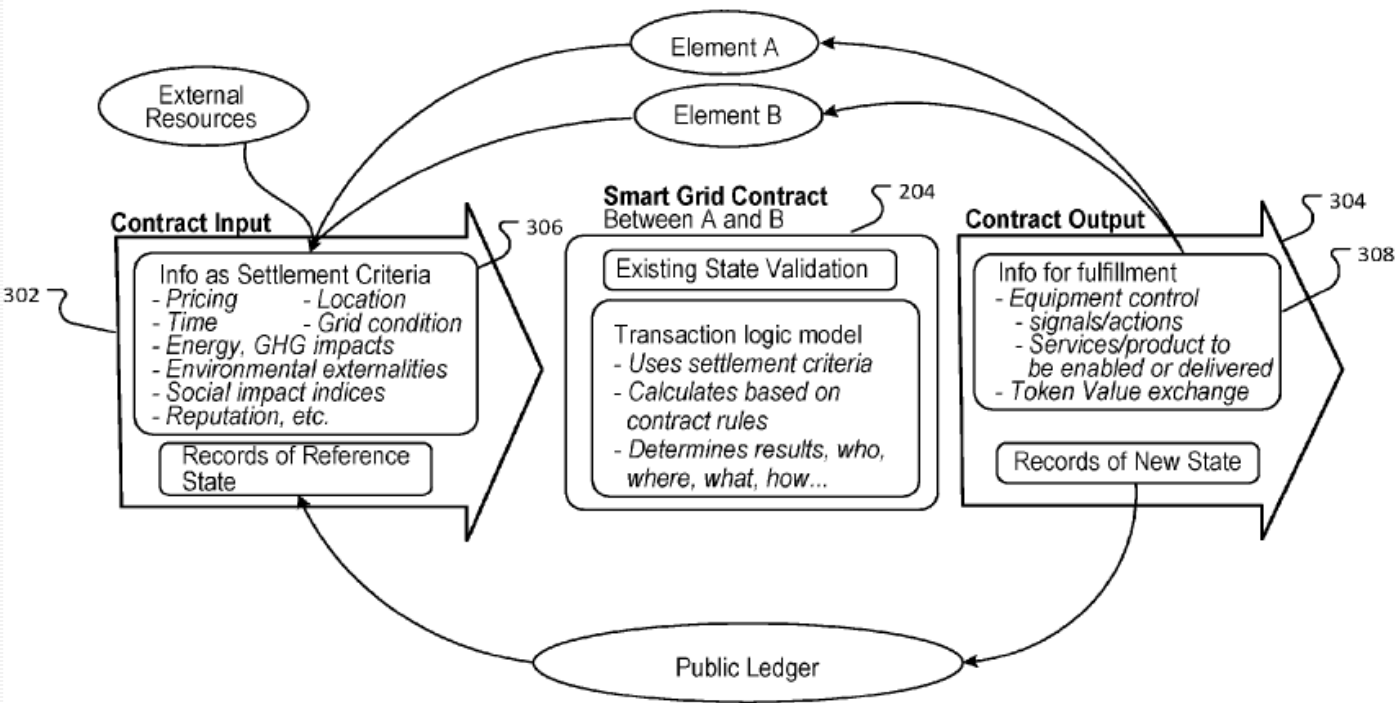 Element A
External
Resources
Element B
Smart Grid Contract
Between A and B
204
Contract Input
306
Contract Output
304
308
302
Info as Settlement Criteria
- Pricing - Location
- Time - Grid condition
- Energy, GHG impacts
- Environmental externalities
- Social impact indices
- Reputation, etc.
Records of Reference
State
Existing State Validation
Transaction logic model
- Uses settlement criteria
- Calculates based on
contract rules
- Determines results, who,
where, what, how...
Info for fulfillment
- Equipment control
- signals/actions
- Services/product to
be enabled or delivered
- Token Value exchange
Records of New State
Public Ledger